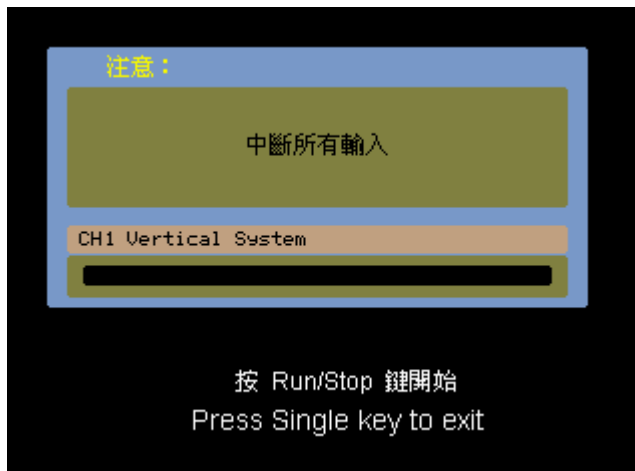 注意：
中斷所有輸入
CH1 Vertical System
按 Run/Stop 鍵開始
Press Single key to exit